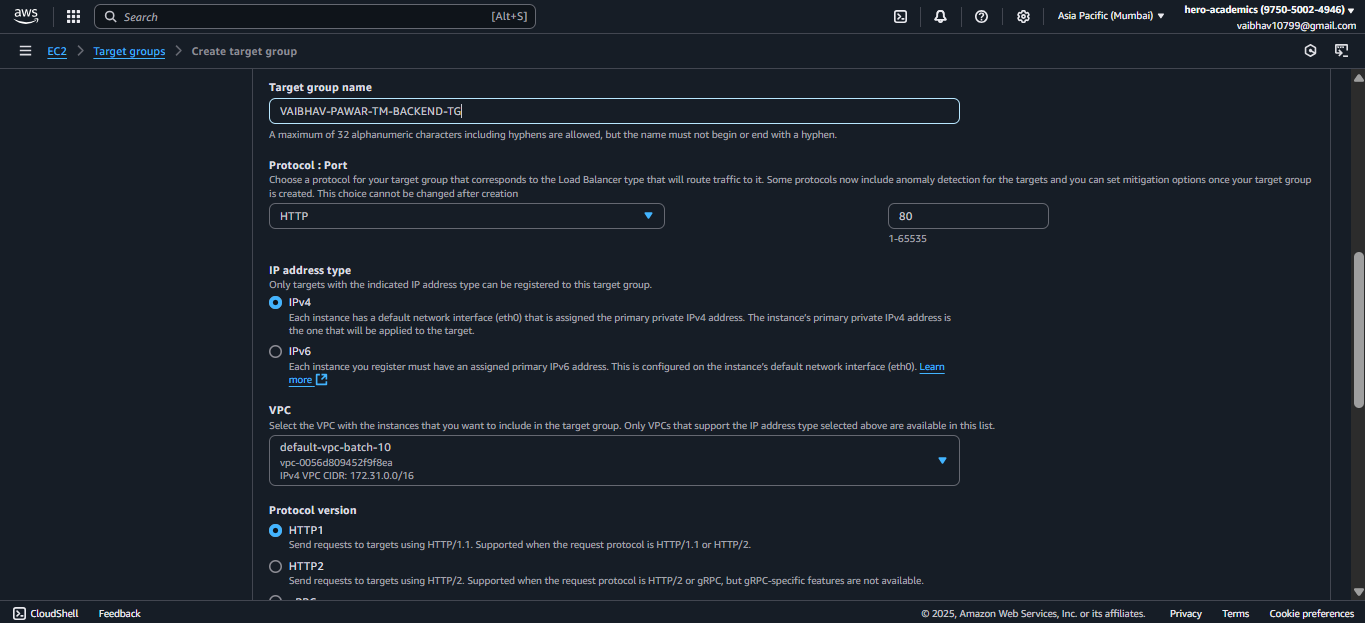 aws
Search [Alt+S]
Asia Pacific (Mumbai)
hero-academics (9750-5002-4946)
vaibhav10799@gmail.com
EC2 > Target groups > Create target group
Target group name
VAIBHAV-PAWAR-TM-BACKEND-TG
A maximum of 32 alphanumeric characters including hyphens are allowed, but the name must not begin or end with a hyphen.
Protocol : Port
Choose a protocol for your target group that corresponds to the Load Balancer type that will route traffic to it. Some protocols now include anomaly detection for the targets and you can set mitigation options once your target group
is created. This choice cannot be changed after creation
HTTP
80
1-65535
IP address type
Only targets with the indicated IP address type can be registered to this target group.
IPv4
Each instance has a default network interface (eth0) that is assigned the primary private IPv4 address. The instance's primary private IPv4 address is
the one that will be applied to the target.
IPv6
Each instance you register must have an assigned primary IPv6 address. This is configured on the instance's default network interface (eth0). Learn
more
VPC
Select the VPC with the instances that you want to include in the target group. Only VPCs that support the IP address type selected above are available in this list.
default-vpc-batch-10
vpc-0056d809452f9f8ea
IPv4 VPC CIDR: 172.31.0.0/16
Protocol version
HTTP1
Send requests to targets using HTTP/1.1. Supported when the request protocol is HTTP/1.1 or HTTP/2.
HTTP2
Send requests to targets using HTTP/2. Supported when the request protocol is HTTP/2 or gRPC, but gRPC-specific features are not available.
CloudShell Feedback
© 2025, Amazon Web Services, Inc. or its affiliates. Privacy Terms Cookie preferences